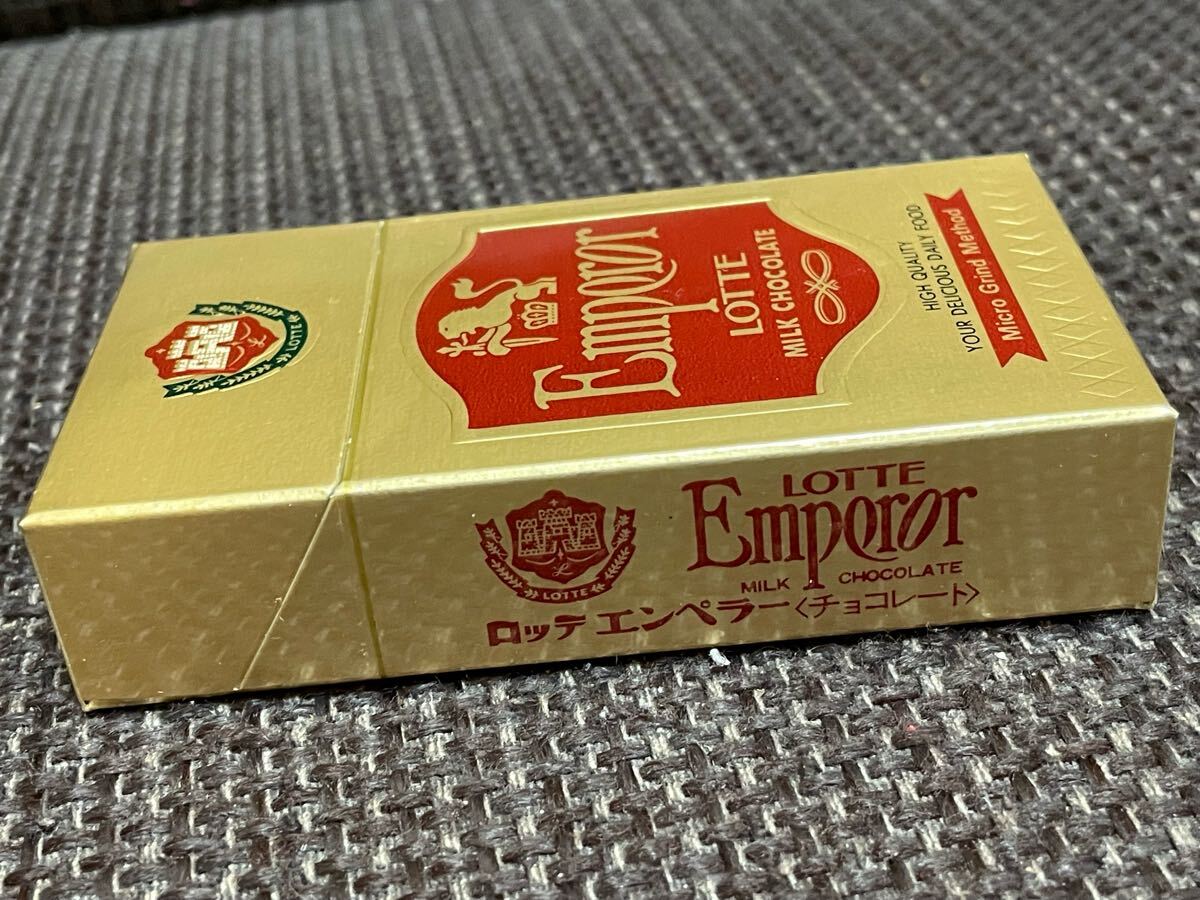 LOTTE
Emperor
LOTTE
MILK CHOCOLATE
HIGH QUALITY
YOUR DELICIOUS DAILY FOOD
Micro Grind Method
LOTTE
LOTTE
Emperor
MILK CHOCOLATE
ロッテ エンペラー〈チョコレート〉